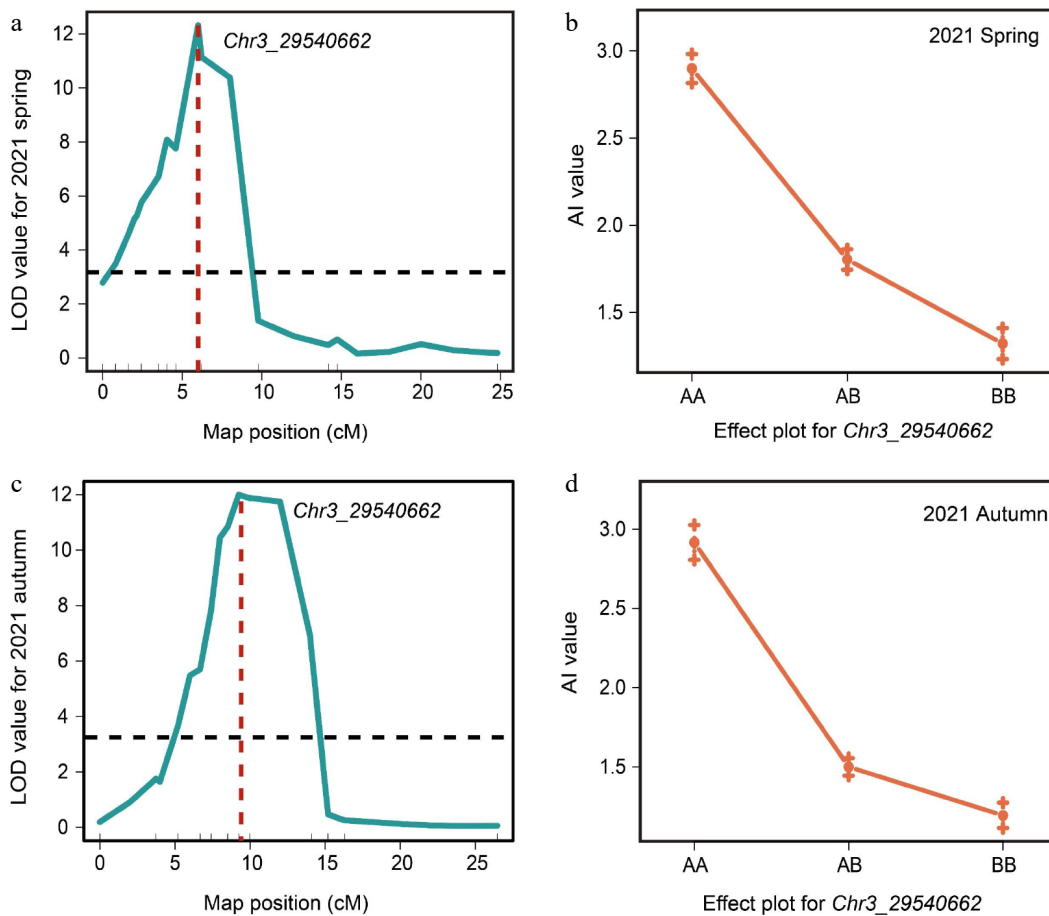 a
Chr3_29540662
LOD value for 2021 spring
12
10
8
6
4
2
0
0 5 10 15 20 25
Map position (cM)
b
2021 Spring
AI value
3.0
2.5
2.0
1.5
AA AB BB
Effect plot for Chr3_29540662
c
Chr3_29540662
LOD value for 2021 autumn
12
10
8
6
4
2
0
0 5 10 15 20 25
Map position (cM)
d
2021 Autumn
AI value
3.0
2.5
2.0
1.5
AA AB BB
Effect plot for Chr3_29540662